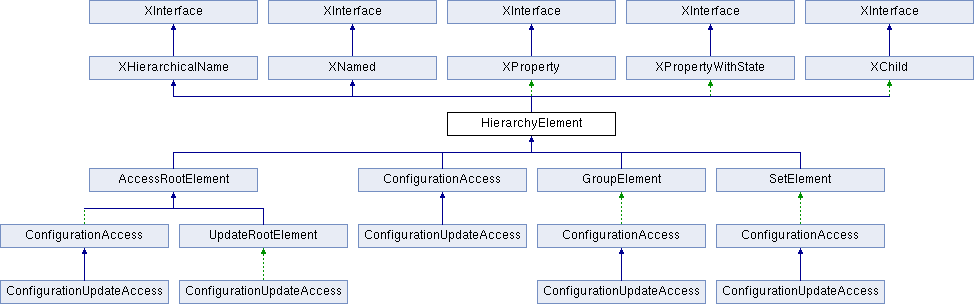 XInterface XInterface XInterface XInterface XInterface
XHierarchicalName XNamed XProperty XPropertyWithState XChild
HierarchyElement
AccessRootElement ConfigurationAccess GroupElement SetElement
ConfigurationAccess UpdateRootElement ConfigurationUpdateAccess ConfigurationAccess ConfigurationAccess
ConfigurationUpdateAccess ConfigurationUpdateAccess ConfigurationUpdateAccess ConfigurationUpdateAccess